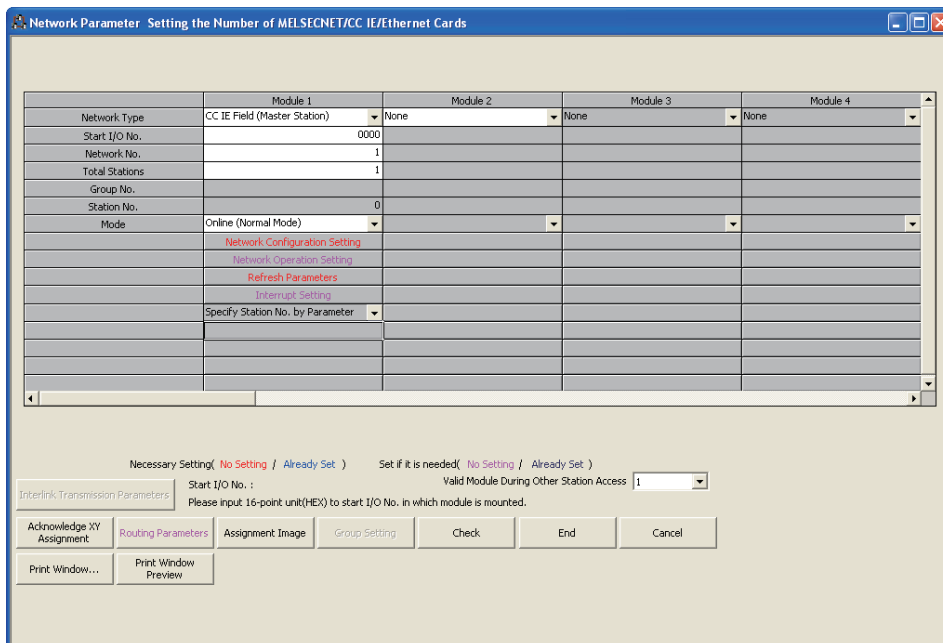 Network Parameter Setting the Number of MELSECNET/CC IE/Ethernet Cards
Module 1 Module 2 Module 3 Module 4
Network Type CC IE Field (Master Station) None None None
Start I/O No. 0000
Network No. 1
Total Stations 1
Group No.
Station No. 0
Mode Online (Normal Mode)
Network Configuration Setting
Network Operation Setting
Refresh Parameters
Interrupt Setting
Specify Station No. by Parameter
Necessary Setting( No Setting / Already Set ) Set if it is needed( No Setting / Already Set )
Interlink Transmission Parameters
Start I/O No. : Valid Module During Other Station Access 1
Please input 16-point unit(HEX) to start I/O No. in which module is mounted.
Acknowledge XY
Assignment
Routing Parameters Assignment Image Group Setting Check End Cancel
Print Window...
Print Window
Preview